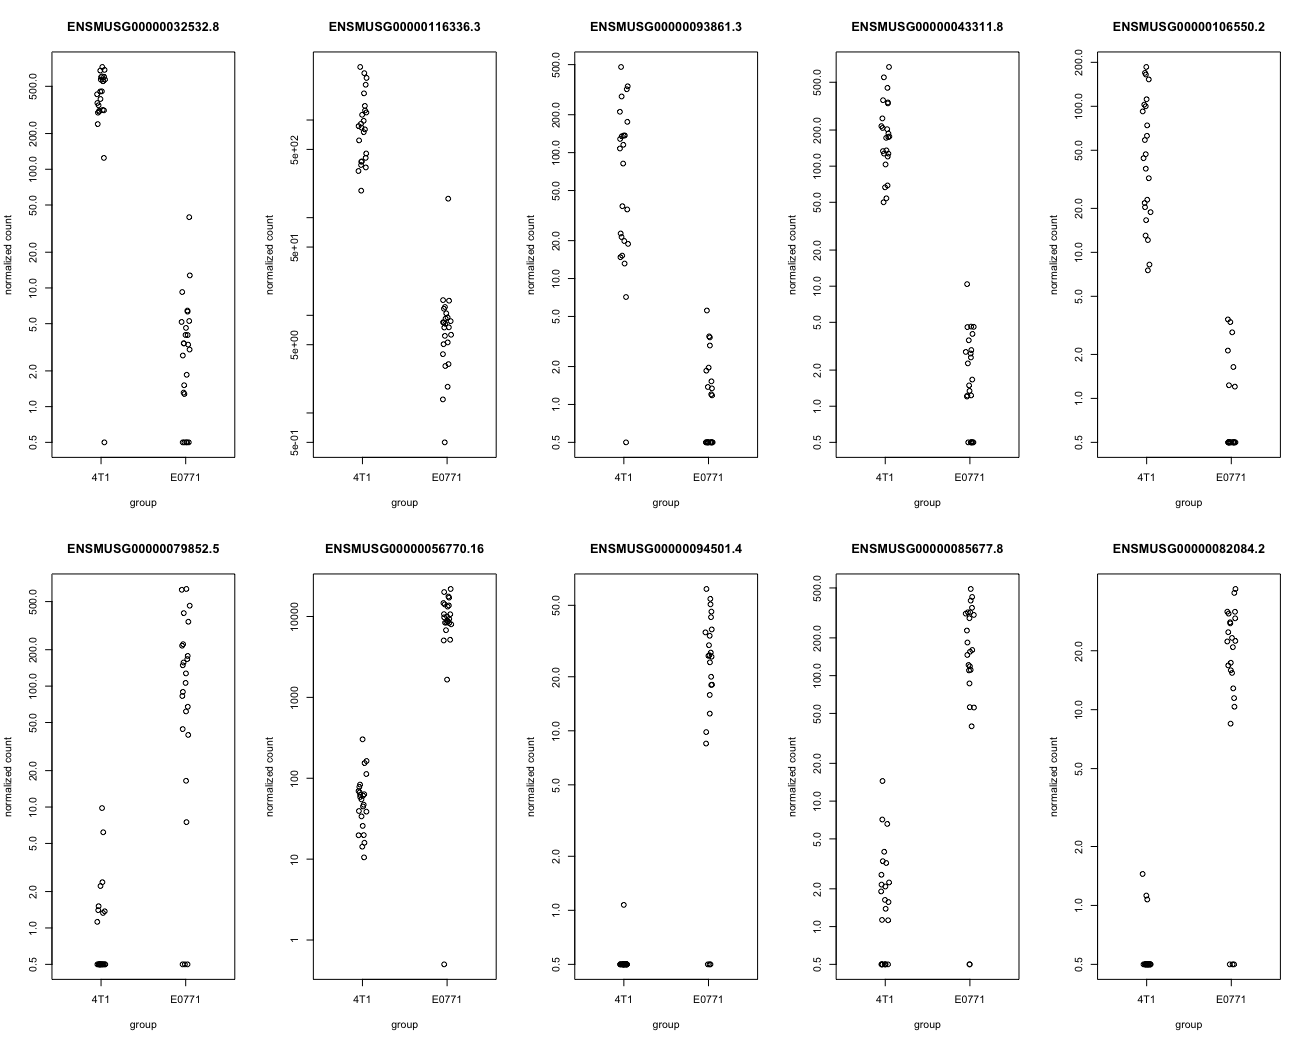 ENSMUSG00000032532.8
normalized count
500.0
200.0
100.0
50.0
20.0
10.0
5.0
2.0
1.0
0.5
4T1 E0771
group
ENSMUSG00000116336.3
normalized count
5e+02
5e+01
5e+00
5e-01
4T1 E0771
group
ENSMUSG00000093861.3
normalized count
500.0
200.0
100.0
50.0
20.0
10.0
5.0
2.0
1.0
0.5
4T1 E0771
group
ENSMUSG00000043311.8
normalized count
500.0
200.0
100.0
50.0
20.0
10.0
5.0
2.0
1.0
0.5
4T1 E0771
group
ENSMUSG00000106550.2
normalized count
200.0
100.0
50.0
20.0
10.0
5.0
2.0
1.0
0.5
4T1 E0771
group
ENSMUSG00000079852.5
normalized count
500.0
200.0
100.0
50.0
20.0
10.0
5.0
2.0
1.0
0.5
4T1 E0771
group
ENSMUSG00000056770.16
normalized count
10000
1000
100
10
1
4T1 E0771
group
ENSMUSG00000094501.4
normalized count
50.0
20.0
10.0
5.0
2.0
1.0
0.5
4T1 E0771
group
ENSMUSG00000085677.8
normalized count
500.0
200.0
100.0
50.0
20.0
10.0
5.0
2.0
1.0
0.5
4T1 E0771
group
ENSMUSG00000082084.2
normalized count
20.0
10.0
5.0
2.0
1.0
0.5
4T1 E0771
group